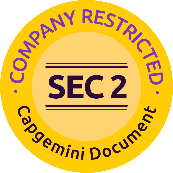 · COMPANY RESTRICTED ·
SEC 2
Capgemini Document